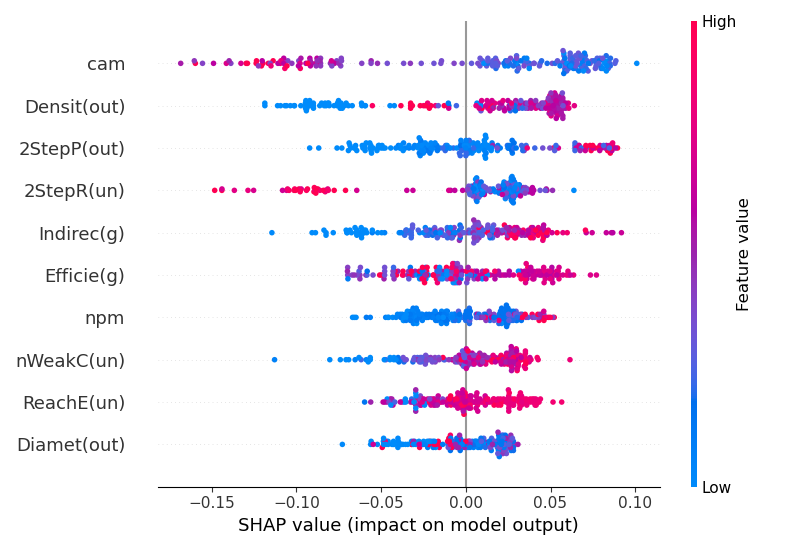 High
cam
Densit(out)
2StepP(out)
2StepR(un)
Indirec(g)
Efficie(g)
npm
nWeakC(un)
ReachE(un)
Diamet(out)
Feature value
Low
−0.15 −0.10 −0.05 0.00 0.05 0.10
SHAP value (impact on model output)